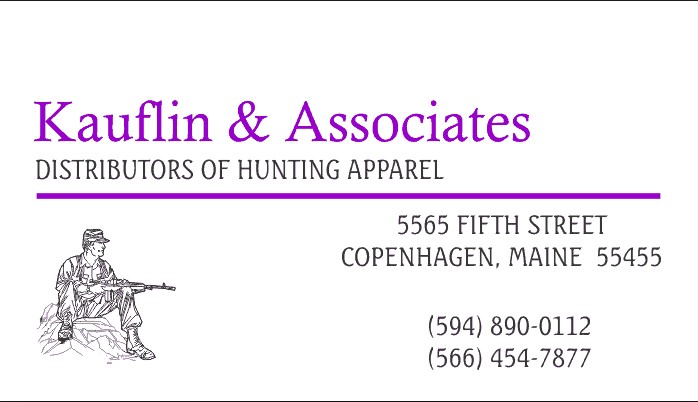 Kauflin & Associates
DISTRIBUTORS OF HUNTING APPAREL
5565 FIFTH STREET
COPENHAGEN, MAINE  55455
(594) 890-0112
(566) 454-7877